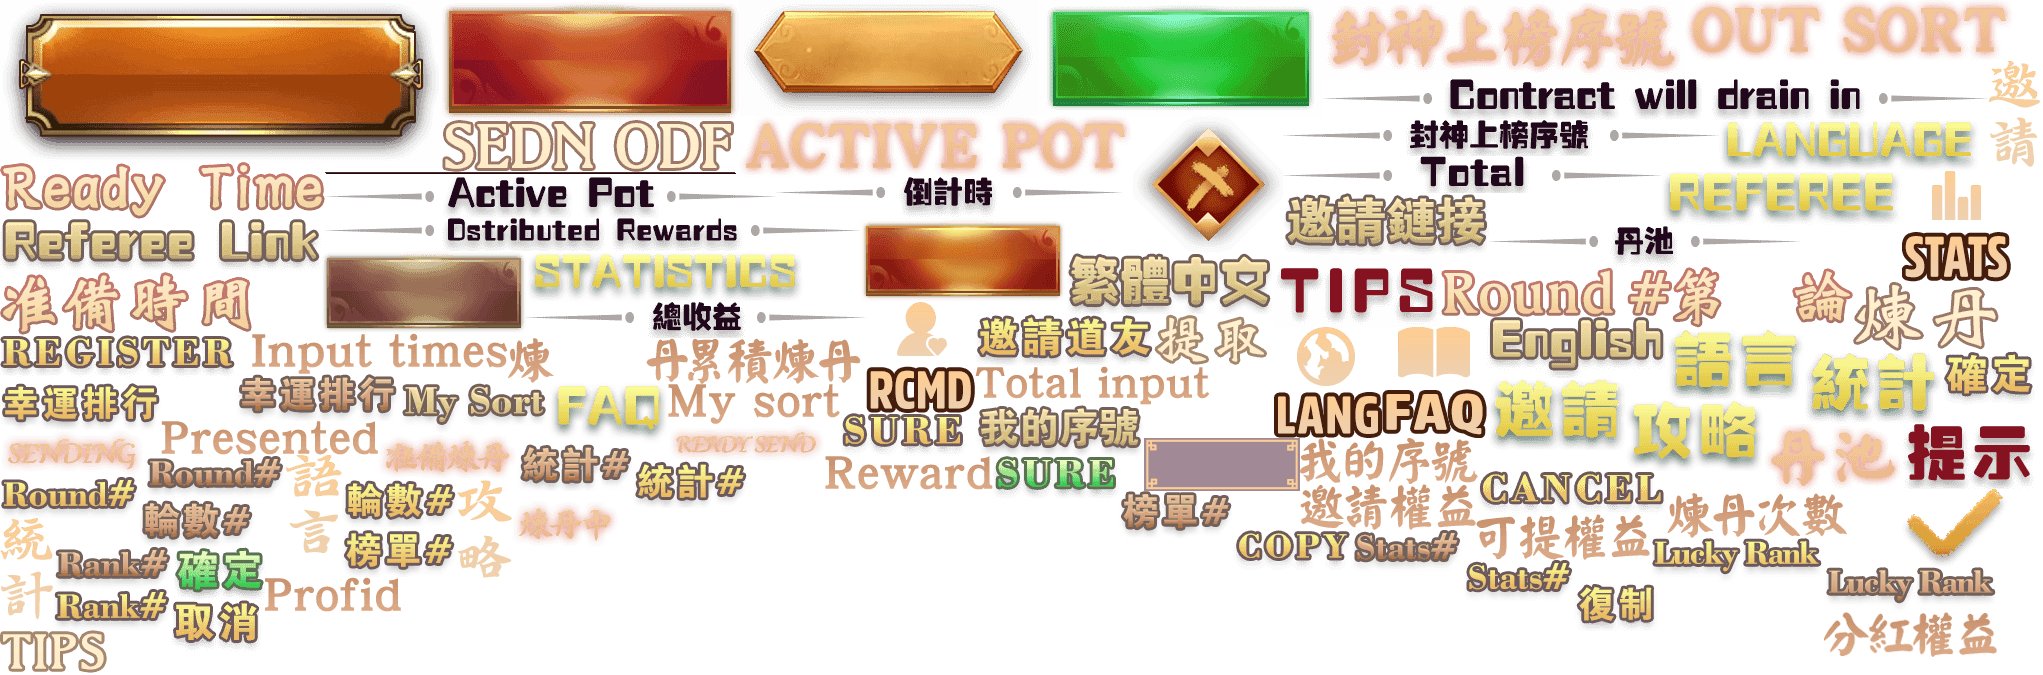 封神上榜序號
OUT SORT
邀請
Contract will drain in
SEDN ODF
ACTIVE POT
封神上榜序號
LANGUAGE
Total
Ready Time
Active Pot
倒計時
REFEREE
邀請鏈接
Referee Link
Dstributed Rewards
丹池
STATS
STATISTICS
繁體中文
TIPS
Round #第
論
煉丹
准備時間
總收益
REGISTER
Input times
煉
丹累積煉丹
邀請道友
提取
English
語言
統計
確定
幸運排行
幸運排行
My Sort
FAQ
My sort
RCMD
Total input
LANG
FAQ
邀請
攻略
SURE
我的序號
SENDING
Presented
准備煉丹
READY SEND
丹池
提示
Round#
Round#
語言
統計#
統計#
Reward
SURE
我的序號
CANCEL
輪數#
輪數#
攻略
煉丹中
榜單#
邀請權益
可提權益
煉丹次數
統計
Rank#
確定
榜單#
COPY
Stats#
Lucky Rank
Rank#
取消
Profid
Stats#
復制
Lucky Rank
分紅權益
TIPS